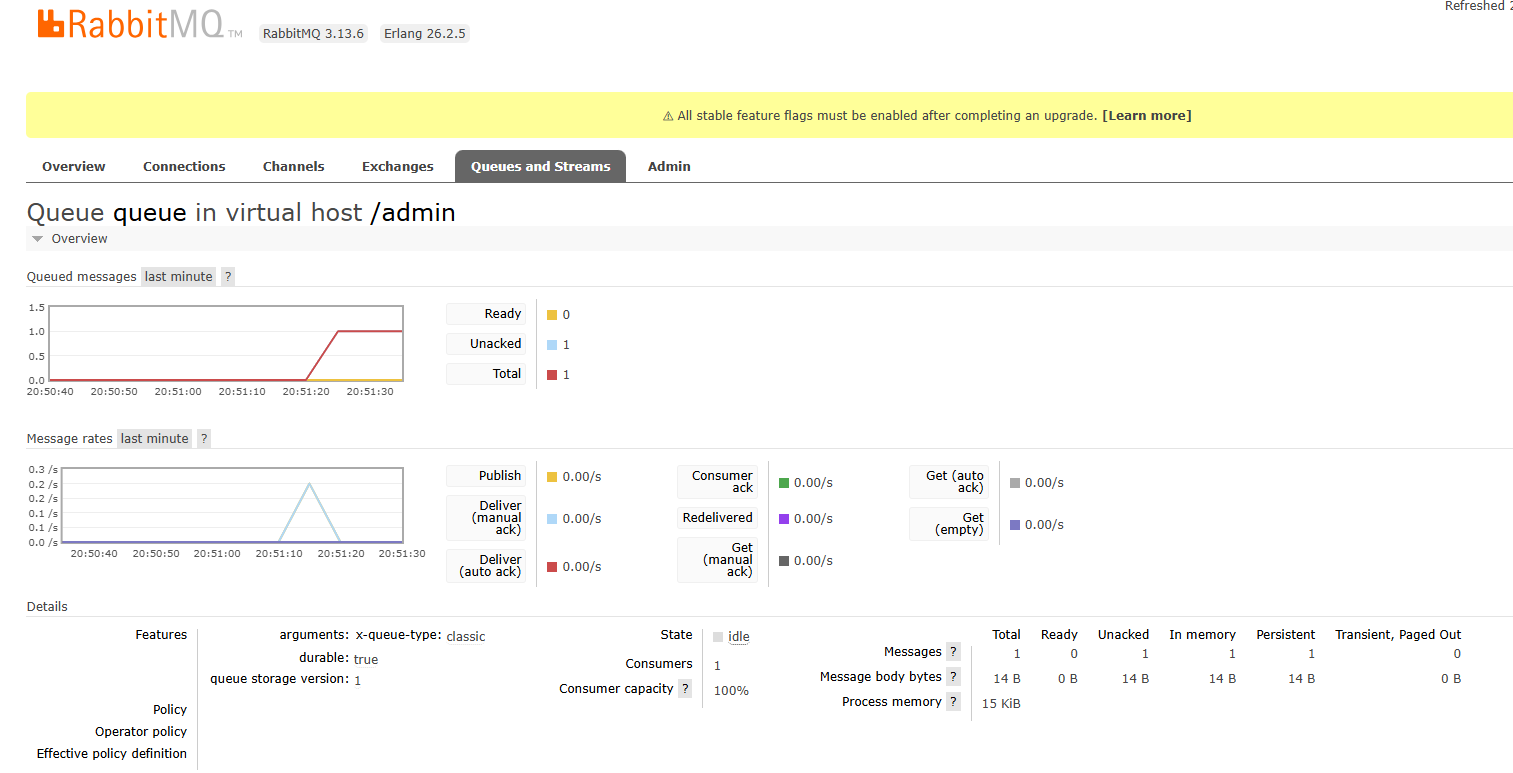 Refreshed 2
RabbitMQ TM RabbitMQ 3.13.6 Erlang 26.2.5
⚠ All stable feature flags must be enabled after completing an upgrade. [Learn more]
Overview Connections Channels Exchanges Queues and Streams Admin
Queue queue in virtual host /admin
Overview
Queued messages last minute ?
1.5
1.0
0.5
0.0
20:50:40 20:50:50 20:51:00 20:51:10 20:51:20 20:51:30
Ready 0
Unacked 1
Total 1
Message rates last minute ?
0.3 /s
0.2 /s
0.2 /s
0.1 /s
0.1 /s
0.0 /s
20:50:40 20:50:50 20:51:00 20:51:10 20:51:20 20:51:30
Publish 0.00/s
Deliver
(manual 0.00/s
ack)
Deliver
(auto ack) 0.00/s
Consumer
ack 0.00/s
Redelivered 0.00/s
Get
(manual 0.00/s
ack)
Get (auto
ack) 0.00/s
Get
(empty) 0.00/s
Details
Features arguments: x-queue-type: classic
durable: true
queue storage version: 1
Policy
Operator policy
Effective policy definition
State idle
Consumers 1
Consumer capacity ? 100%
Total Ready Unacked In memory Persistent Transient, Paged Out
Messages ? 1 0 1 1 1 0
Message body bytes ? 14 B 0 B 14 B 14 B 14 B 0 B
Process memory ? 15 KiB